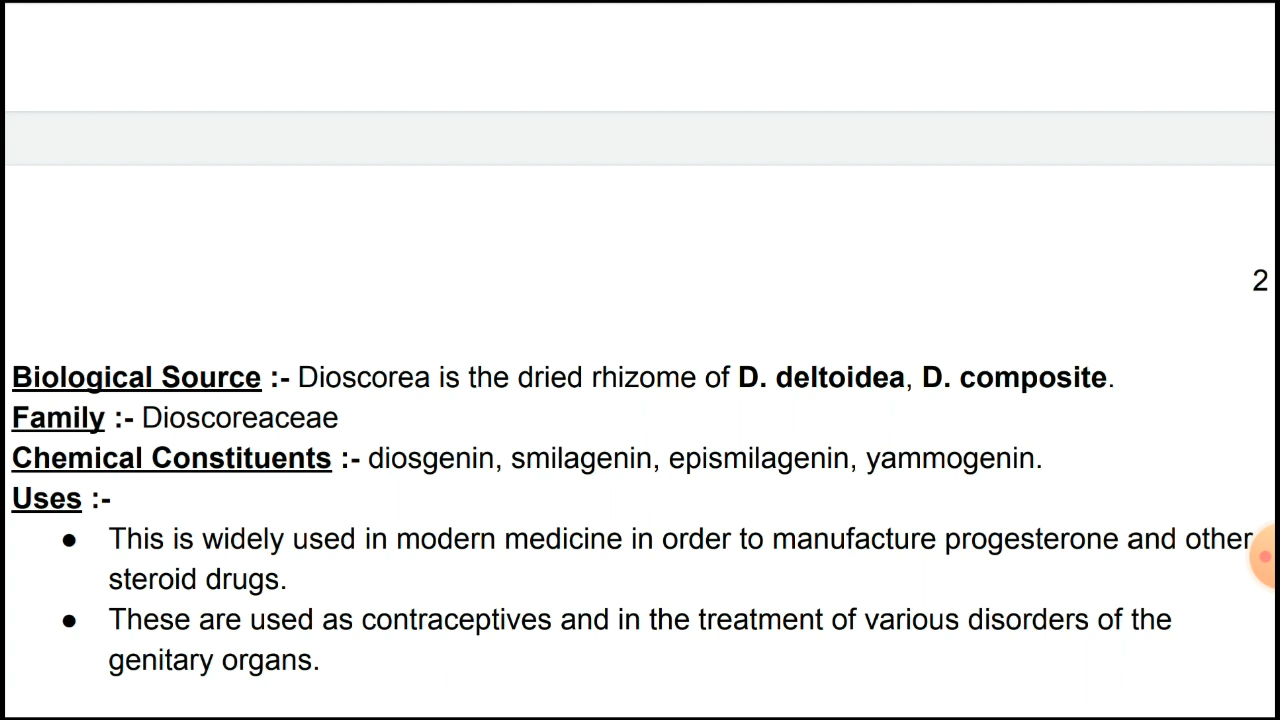 2
Biological Source :- Dioscorea is the dried rhizome of D. deltoidea, D. composite.
Family :- Dioscoreaceae
Chemical Constituents :- diosgenin, smilagenin, epismilagenin, yammogenin.
Uses :-
● This is widely used in modern medicine in order to manufacture progesterone and other
steroid drugs.
● These are used as contraceptives and in the treatment of various disorders of the
genitary organs.